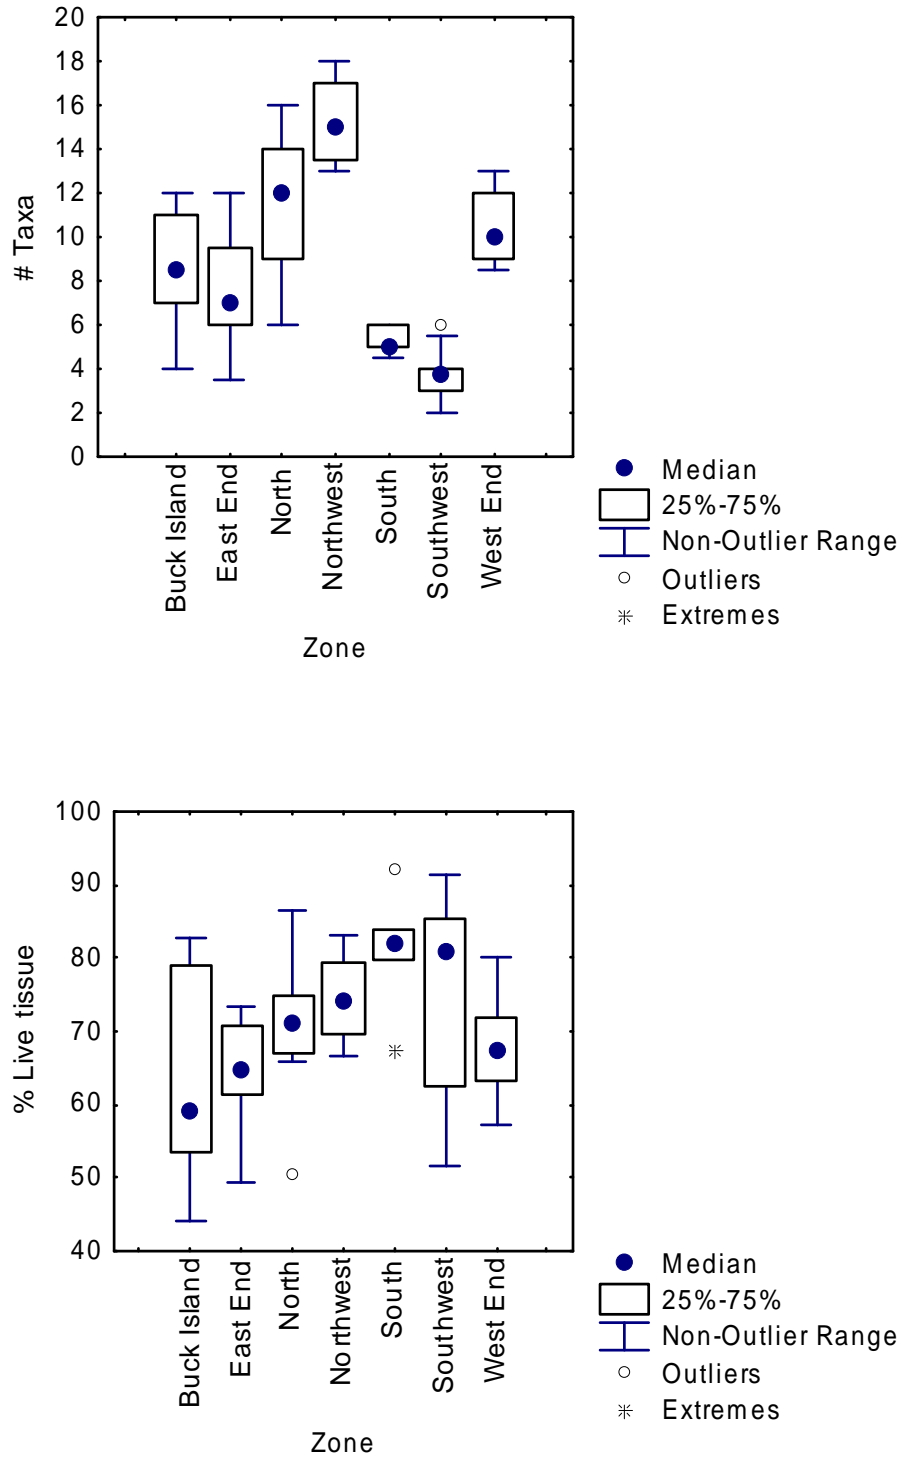 20
18
16
14
12
10
8
6
4
2
0
# Taxa
Buck Island
East End
North
Northwest
South
Southwest
West End
Zone
Median
25%-75%
Non-Outlier Range
Outliers
Extremes
100
90
80
70
60
50
40
% Live tissue
Buck Island
East End
North
Northwest
South
Southwest
West End
Zone
Median
25%-75%
Non-Outlier Range
Outliers
Extremes